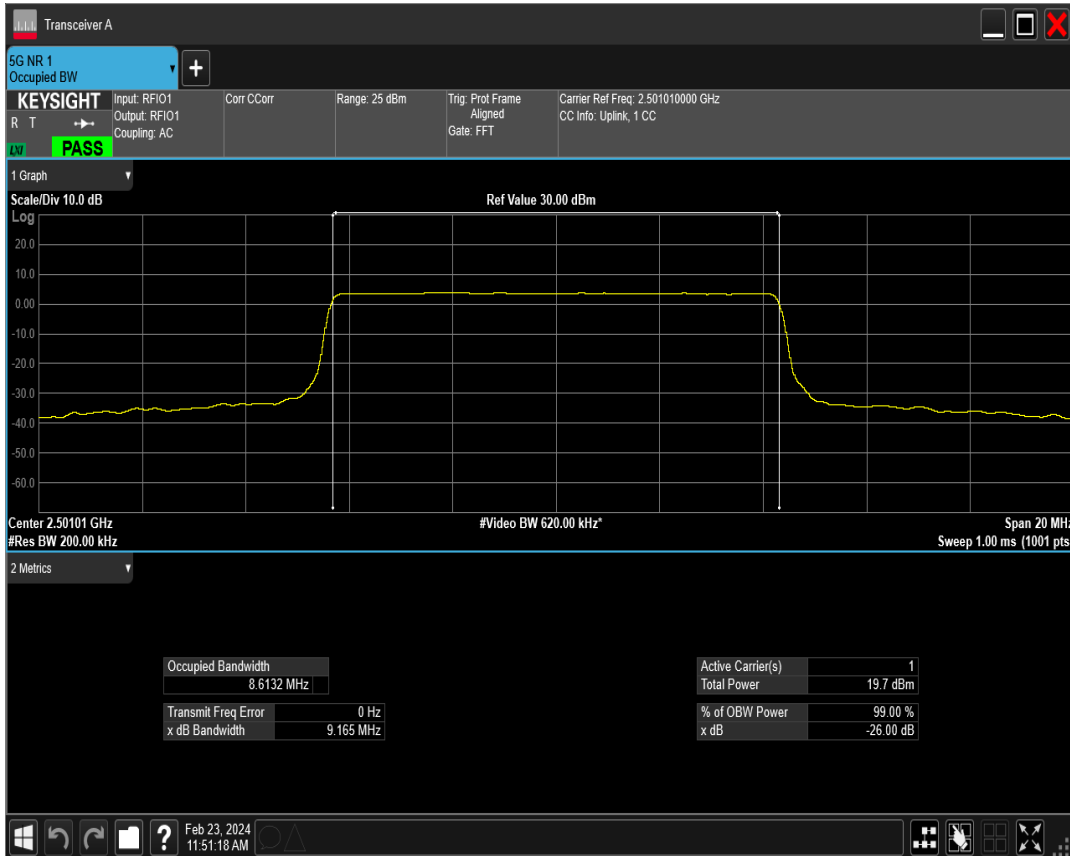 Transceiver A
5G NR 1
Occupied BW
+
KEYSIGHT
R T
LXI
PASS
Input: RFIO1
Output: RFIO1
Coupling: AC
Corr CCorr
Range: 25 dBm
Trig: Prot Frame
Aligned
Gate: FFT
Carrier Ref Freq: 2.501010000 GHz
CC Info: Uplink, 1 CC
1 Graph
Scale/Div 10.0 dB
Ref Value 30.00 dBm
Log
20.0
10.0
0.00
-10.0
-20.0
-30.0
-40.0
-50.0
-60.0
Center 2.50101 GHz
#Video BW 620.00 kHz*
Span 20 MHz
#Res BW 200.00 kHz
Sweep 1.00 ms (1001 pts
2 Metrics
Occupied Bandwidth
8.6132 MHz
Transmit Freq Error 0 Hz
x dB Bandwidth 9.165 MHz
Active Carrier(s) 1
Total Power 19.7 dBm
% of OBW Power 99.00 %
x dB -26.00 dB
?
Feb 23, 2024
11:51:18 AM